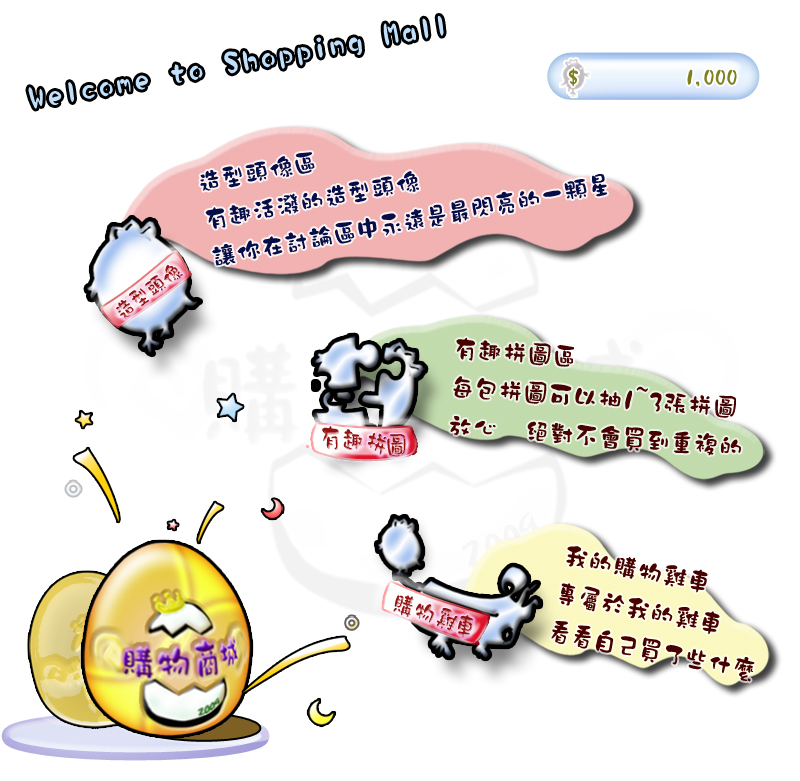 Welcome to Shopping Mall
$ 1,000
造型頭像區
有趣活潑的造型頭像
讓你在討論區中永遠是最閃亮的一顆星
造型頭像
有趣拼圖區
每包拼圖可以抽1~3張拼圖
放心 絕對不會買到重複的
有趣拼圖
我的購物雞車
專屬於我的雞車
看看自己買了些什麼
購物雞車
購物商城
2009